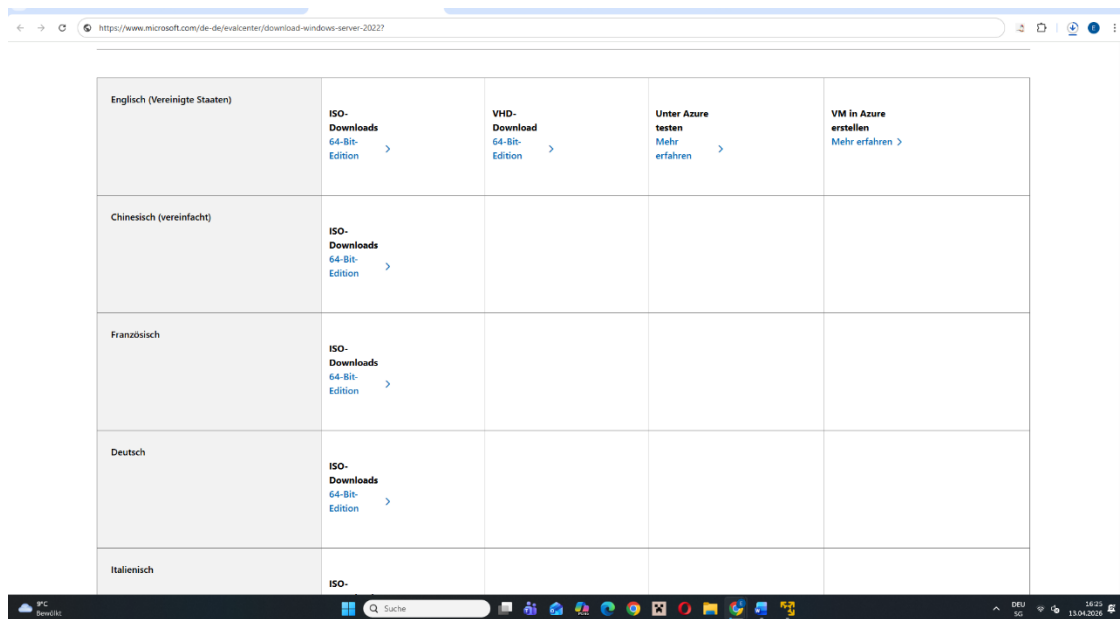 https://www.microsoft.com/de-de/evalcenter/download-windows-server-2022?
Englisch (Vereinigte Staaten)
ISO-
Downloads
64-Bit-
Edition
VHD-
Download
64-Bit-
Edition
Unter Azure
testen
Mehr
erfahren
VM in Azure
erstellen
Mehr erfahren
Chinesisch (vereinfacht)
ISO-
Downloads
64-Bit-
Edition
Französisch
ISO-
Downloads
64-Bit-
Edition
Deutsch
ISO-
Downloads
64-Bit-
Edition
Italienisch
ISO-
9°C
Bewölkt
Suche
DEU
SG
16:25
13.04.2026